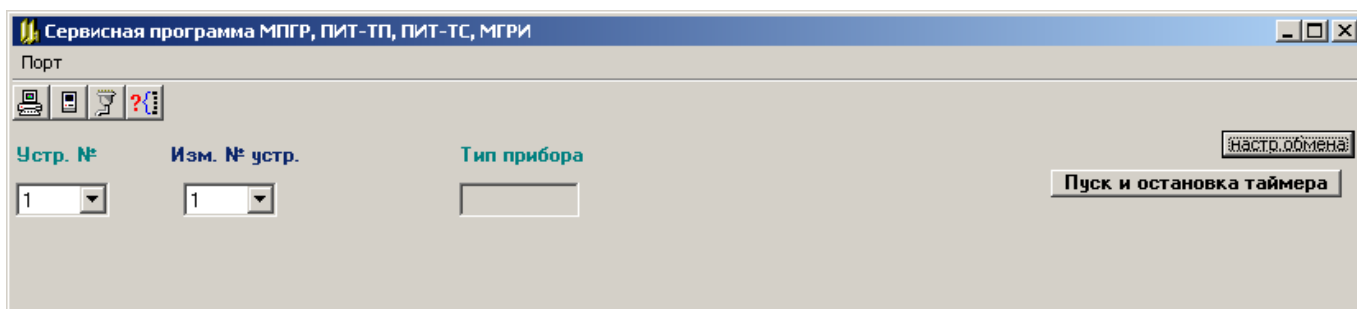 Сервисная программа МПГР, ПИТ-ТП, ПИТ-ТС, МГРИ
Порт
?{
настр.обмена
Устр. № Изм. № устр. Тип прибора
Пуск и остановка таймера
1 1